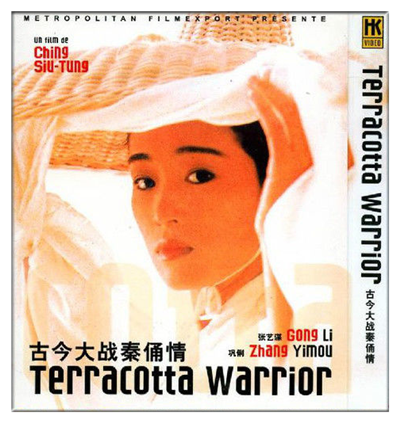 METROPOLITAN FILMEXPORT PRÉSENTE
un film de
Ching
Siu-Tung
张艺谋 Gong Li
巩俐 Zhang Yimou
古今大战秦俑情
Terracotta Warrior
HK
VIDEO
Terracotta Warrior
古今大战秦俑情